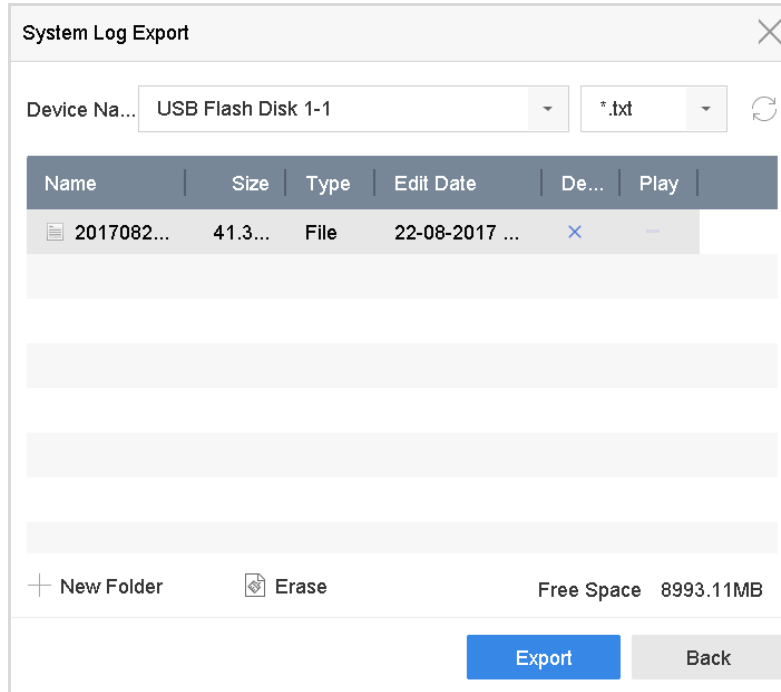 System Log Export
Device Na... USB Flash Disk 1-1 *.txt
Name Size Type Edit Date De... Play
2017082... 41.3... File 22-08-2017 ...
New Folder Erase Free Space 8993.11MB
Export Back